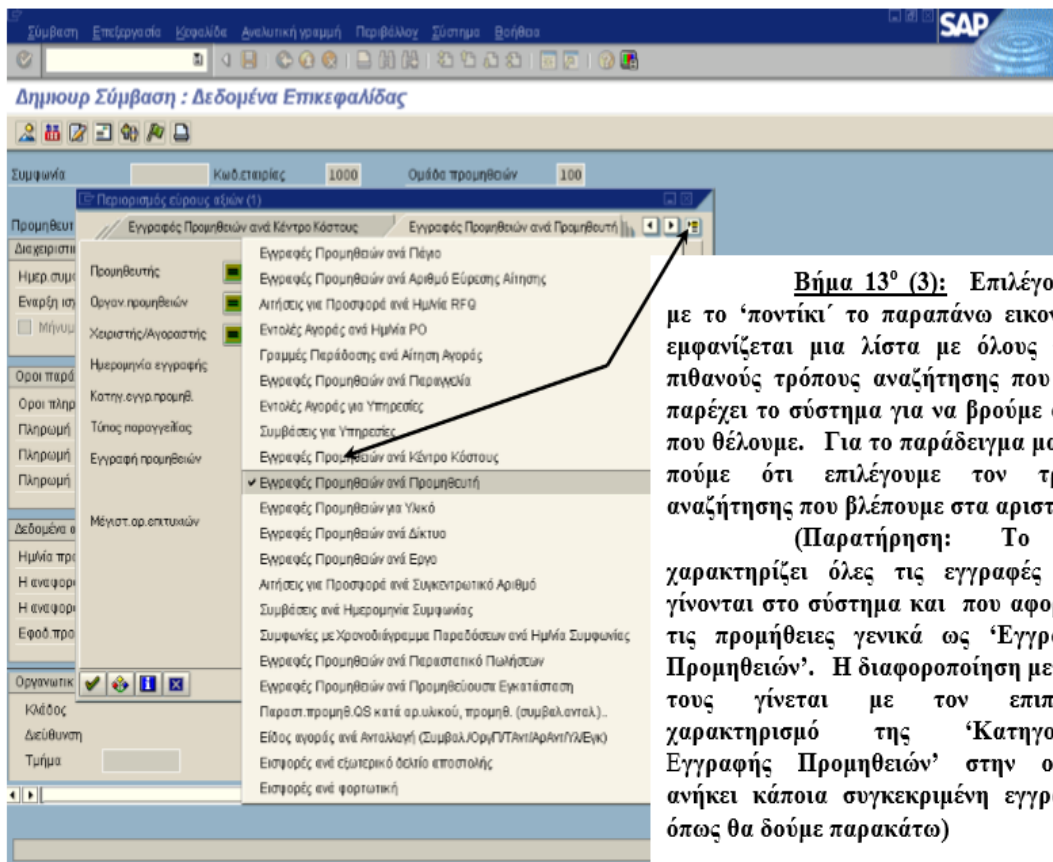 Σύμβαση Επεξεργασία Κεφαλίδα Αναλυτική γραμμή Περιβάλλον Σύστημα Βοήθεια
SAP
Δημιουρ Σύμβαση : Δεδομένα Επικεφαλίδας
Συμφωνία Κωδ.εταιρίας 1000 Ομάδα προμηθειών 100
Περιορισμός εύρους αξιών (1)
Προμηθευτ
Εγγραφές Προμηθειών ανά Κέντρο Κόστους Εγγραφές Προμηθειών ανά Προμηθευτή
Διαχειριστι
Ημερ.συμφ
Εναρξη ισχ
Μήνυμ
Οροι παρά
Οροι πληρ
Πληρωμή
Πληρωμή
Πληρωμή
Δεδομένα α
Ημ/νία προ
Η αναφορ
Η αναφορ
Εφοδ.προ
Οργανωτικ
Κλάδος
Διεύθυνση
Τμήμα
Προμηθευτής
Οργαν.προμηθειών
Χειριστής/Αγοραστής
Ημερομηνία εγγραφής
Κατηγ.εγγρ.προμηθ.
Τύπος παραγγελίας
Εγγραφή προμηθειών
Μέγιστ.αρ.επιτυχιών
Εγγραφές Προμηθειών ανά Πάγιο
Εγγραφές Προμηθειών ανά Αριθμό Εύρεσης Αίτησης
Αιτήσεις για Προσφορά ανά Ημ/νία RFQ
Εντολές Αγοράς ανά Ημ/νία PO
Γραμμές Παράδοσης ανά Αίτηση Αγοράς
Εγγραφές Προμηθειών ανά Παραγγελία
Εντολές Αγοράς για Υπηρεσίες
Συμβάσεις για Υπηρεσίες
Εγγραφές Προμηθειών ανά Κέντρο Κόστους
Εγγραφές Προμηθειών ανά Προμηθευτή
Εγγραφές Προμηθειών για Υλικό
Εγγραφές Προμηθειών ανά Δίκτυο
Εγγραφές Προμηθειών ανά Εργο
Αιτήσεις για Προσφορά ανά Συγκεντρωτικό Αριθμό
Συμβάσεις ανά Ημερομηνία Συμφωνίας
Συμφωνίες με Χρονοδιάγραμμα Παραδόσεων ανά Ημ/νία Συμφωνίας
Εγγραφές Προμηθειών ανά Παραστατικό Πωλήσεων
Εγγραφές Προμηθειών ανά Προμηθεύουσα Εγκατάσταση
Παραστ.προμηθ.QS κατά αρ.υλικού, προμηθ. (συμβαλ.ανταλ.)..
Είδος αγοράς ανά Ανταλλαγή (Συμβαλ./ΟργΠ/ΤΑντ/ΑρΑντ/Υλ/Εγκ)
Εισφορές ανά εξωτερικό δελτίο αποστολής
Εισφορές ανά φορτωτική
Βήμα 13º (3): Επιλέγο
με το ‘ποντίκι΄ το παραπάνω εικον
εμφανίζεται μια λίστα με όλους
πιθανούς τρόπους αναζήτησης που
παρέχει το σύστημα για να βρούμε
που θέλουμε. Για το παράδειγμα μα
πούμε ότι επιλέγουμε τον τρ
αναζήτησης που βλέπουμε στα αριστ
(Παρατήρηση: Το
χαρακτηρίζει όλες τις εγγραφές
γίνονται στο σύστημα και που αφορ
τις προμήθειες γενικά ως ‘Εγγρα
Προμηθειών’. Η διαφοροποίηση με
τους γίνεται με τον επιπ
χαρακτηρισμό της ‘Κατηγο
Εγγραφής Προμηθειών’ στην ο
ανήκει κάποια συγκεκριμένη εγγρ
όπως θα δούμε παρακάτω)